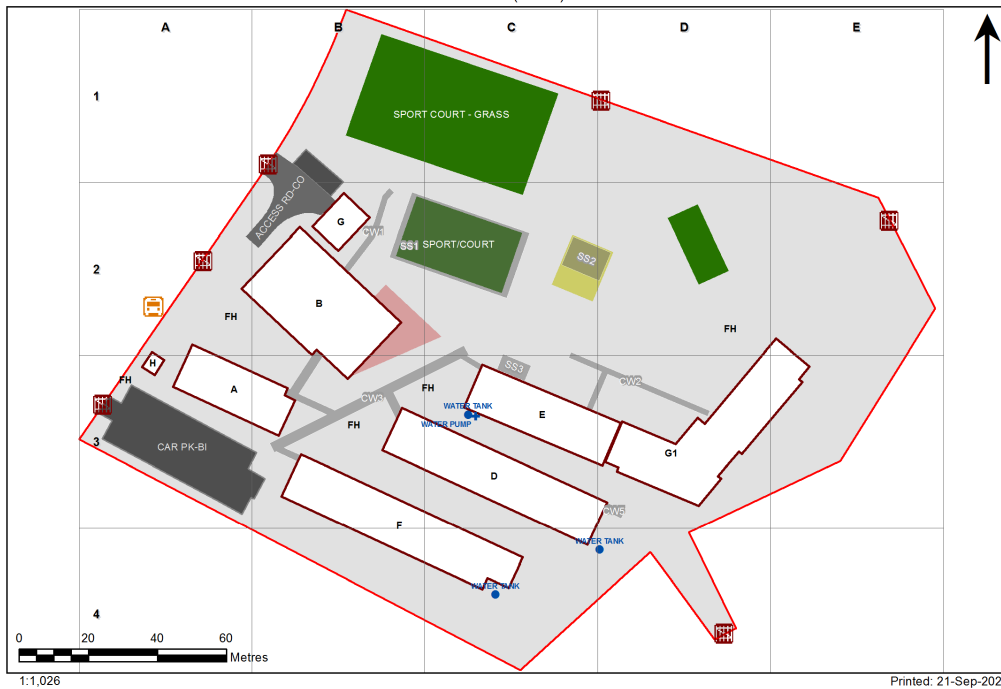 A B C D E
1
SPORT COURT - GRASS
ACCESS RD-CO
G
CW1
SS1 SPORT/COURT
SS2
2
B
FH
FH
H
FH
A
FH
SS3
CW2
CW3
WATER TANK
WATER PUMP
E
FH
3
CAR PK-BI
G1
D
CW5
F
WATER TANK
WATER TANK
4
0 20 40 60
Metres
1:1,026
Printed: 21-Sep-202